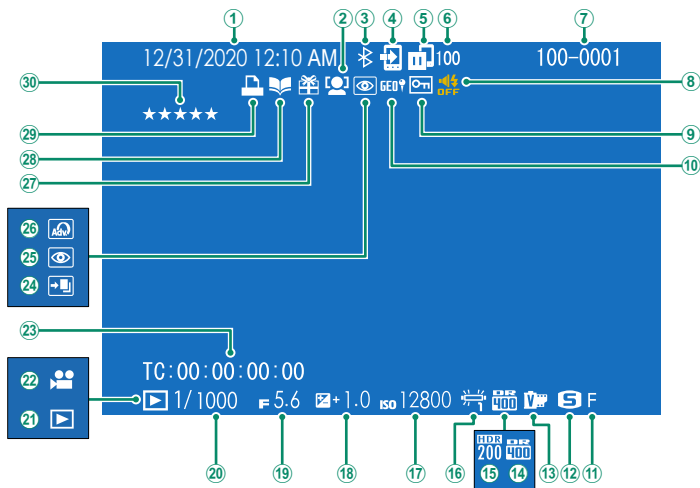 1 2 3 4 5 6 7
12/31/2020 12:10 AM 100 100-0001
30 GEO OFF 8
★★★★★
29 9
28 10
27
26 Adv.
25
24
23
TC:00:00:00:00
22
21 1/1000 F5.6 +1.0 ISO12800 1 DR 400 V S F
HDR 200 DR 400
20 19 18 17 16 15 14 13 12 11